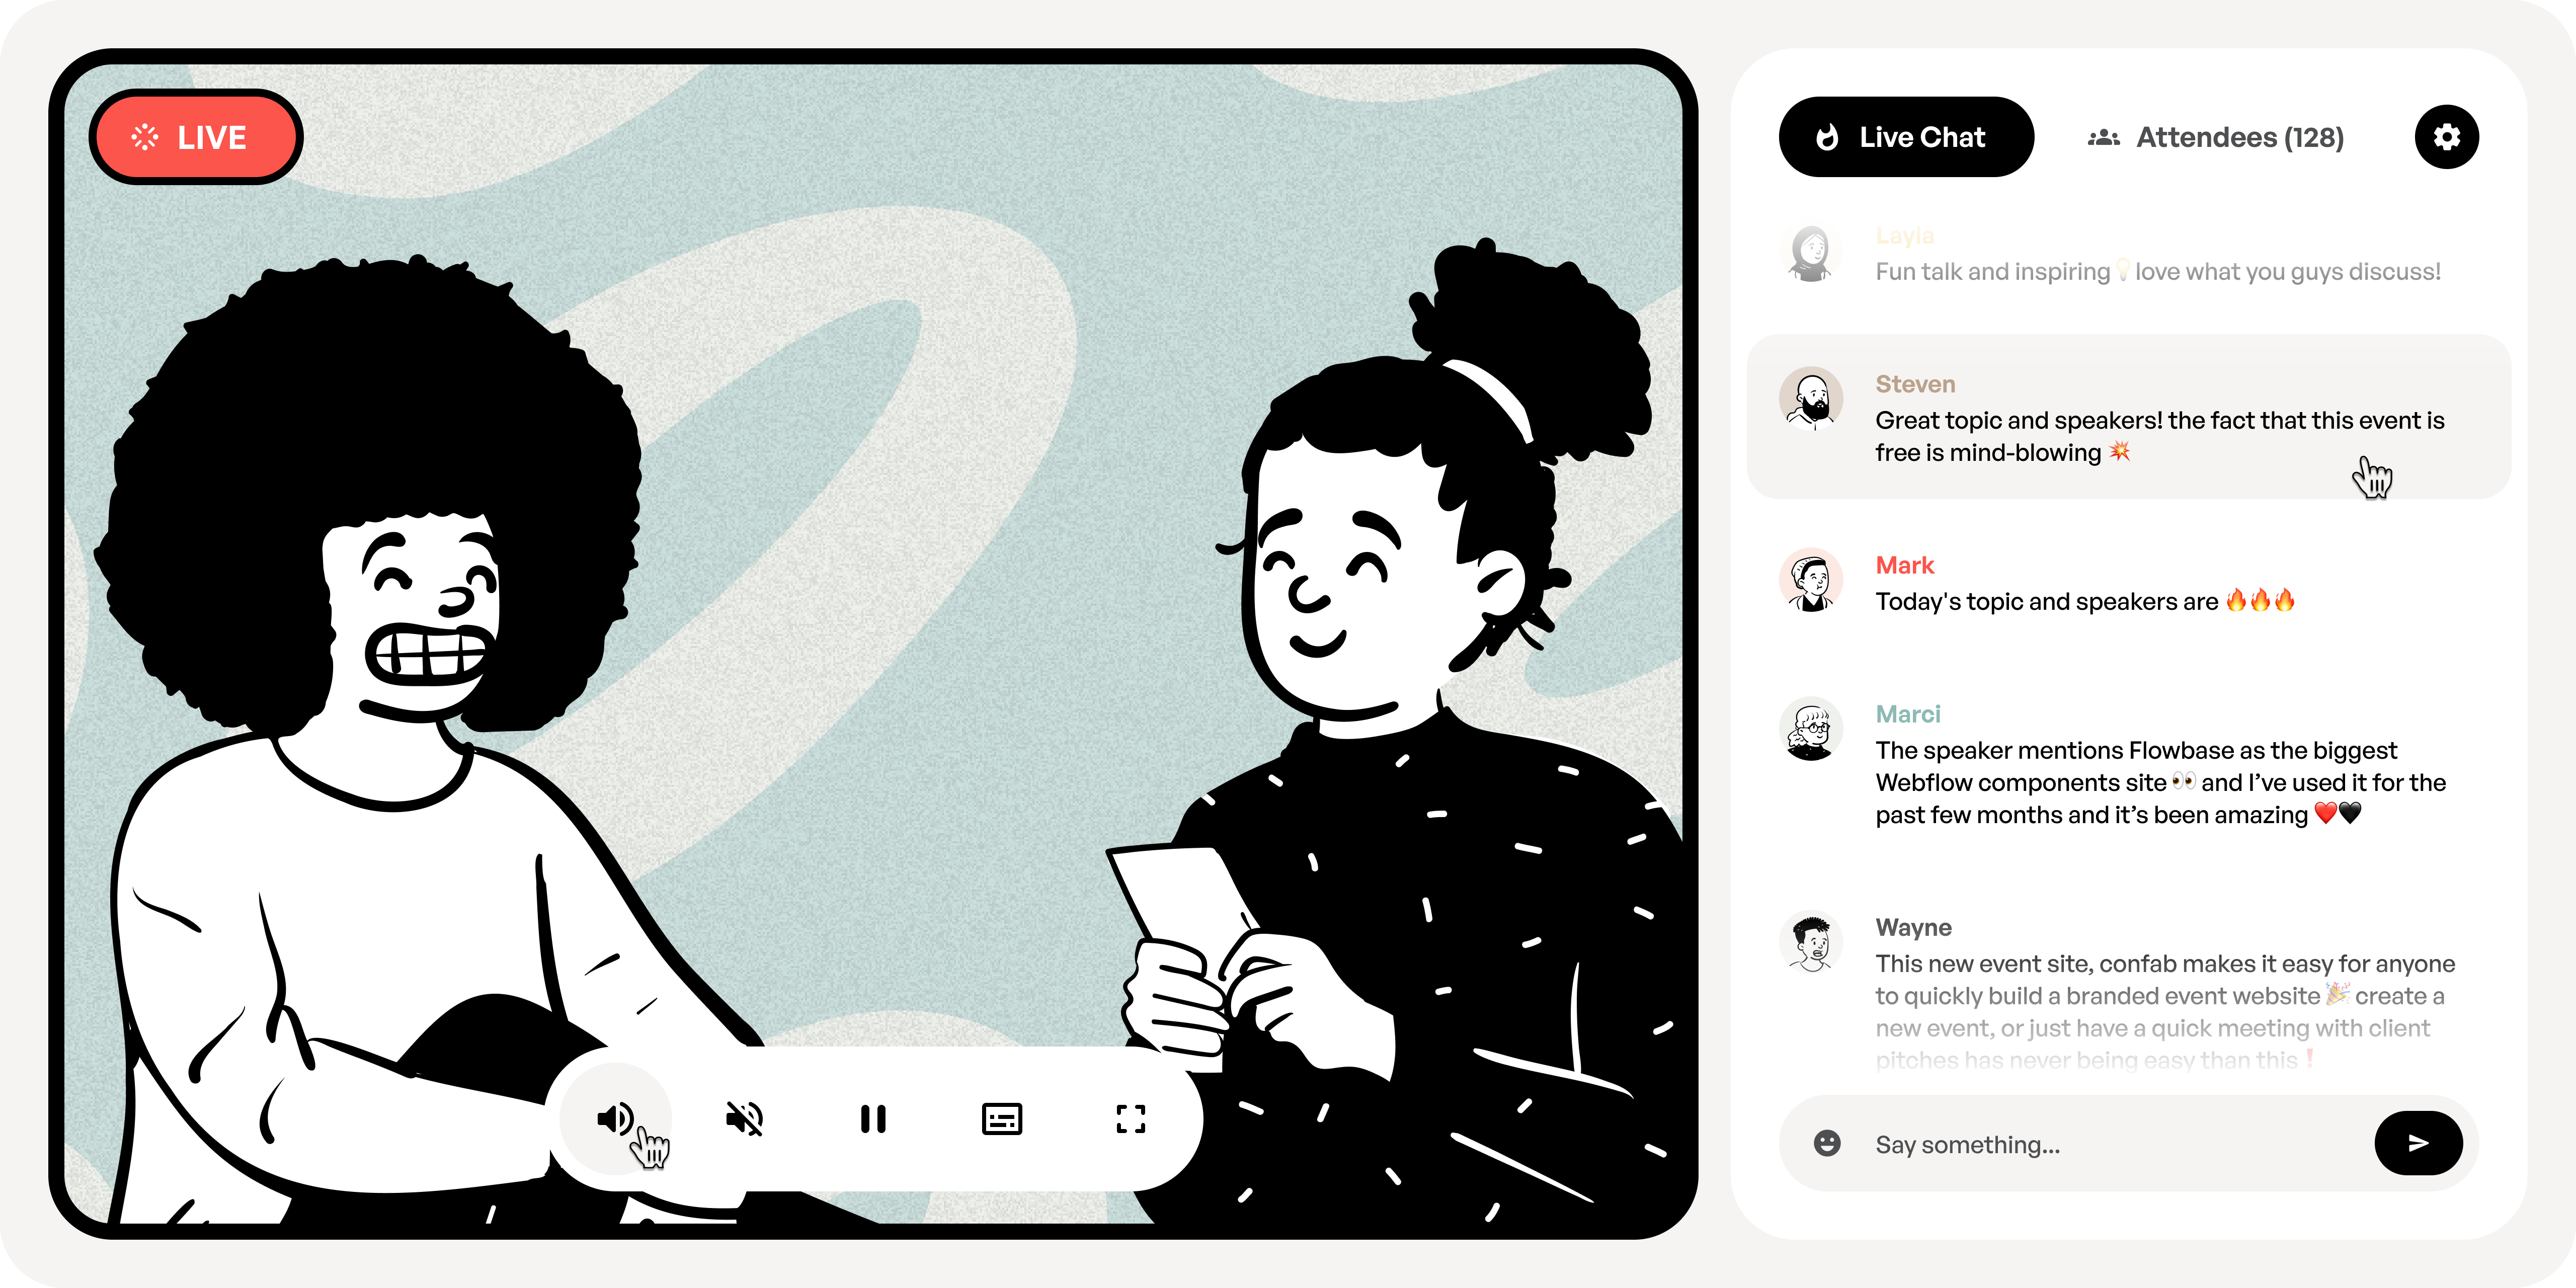 LIVE
Live Chat
Attendees (128)
Layla
Fun talk and inspiring💡love what you guys discuss!
Steven
Great topic and speakers! the fact that this event is
free is mind-blowing 💥
Mark
Today's topic and speakers are 🔥🔥🔥
Marci
The speaker mentions Flowbase as the biggest
Webflow components site 👀 and I’ve used it for the
past few months and it’s been amazing ❤️🖤
Wayne
This new event site, confab makes it easy for anyone
to quickly build a branded event website🎉 create a
new event, or just have a quick meeting with client
pitches has never being easy than this❗
Say something...